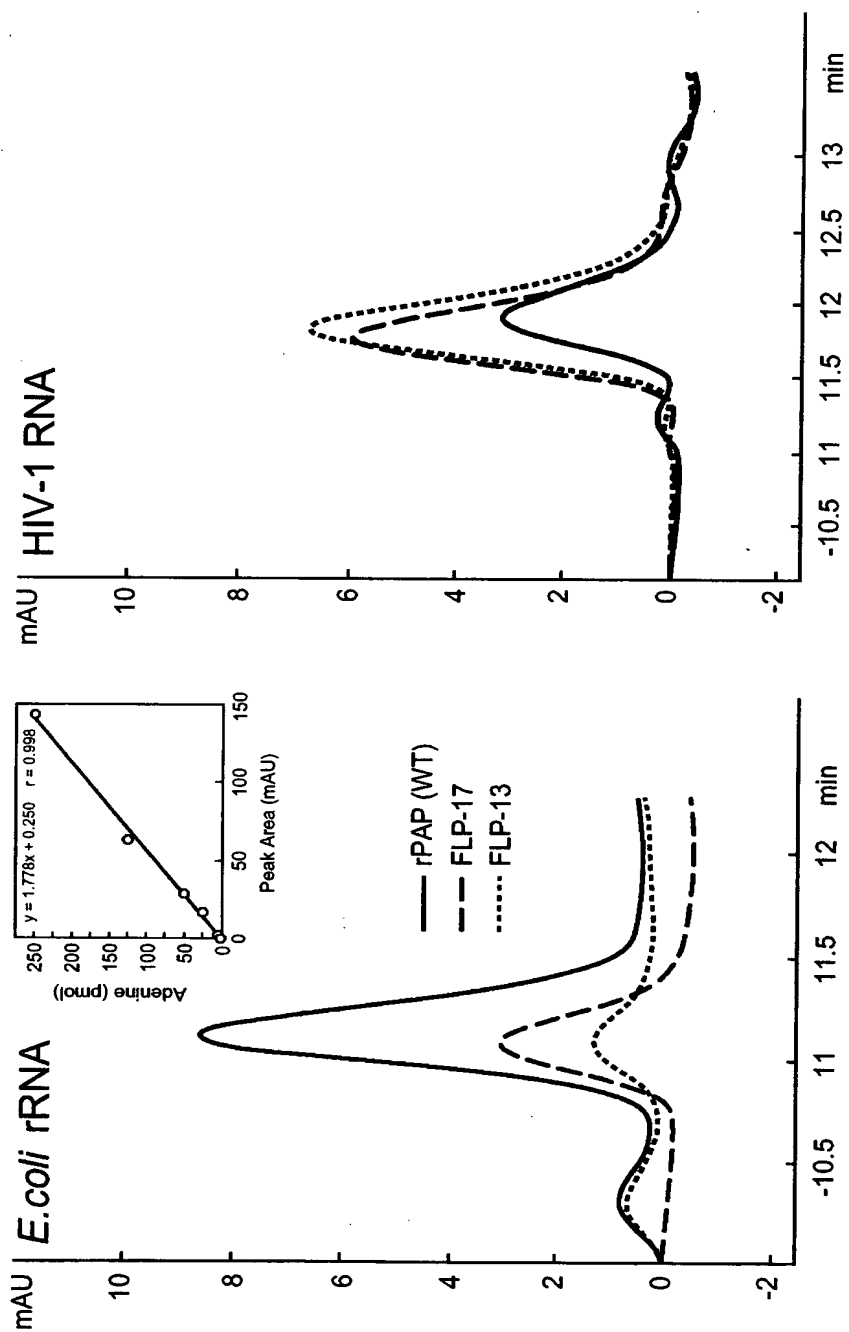 E.coli rRNA
mAU
10
8
6
4
2
0
-2
-10.5
11
11.5
12
min
y = 1.778x + 0.250 r = 0.998
Adenine (pmol)
250
200
150
100
50
0
0
50
100
150
Peak Area (mAU)
rPAP (WT)
FLP-17
FLP-13
HIV-1 RNA
mAU
10
8
6
4
2
0
-2
-10.5
11
11.5
12
12.5
13
min